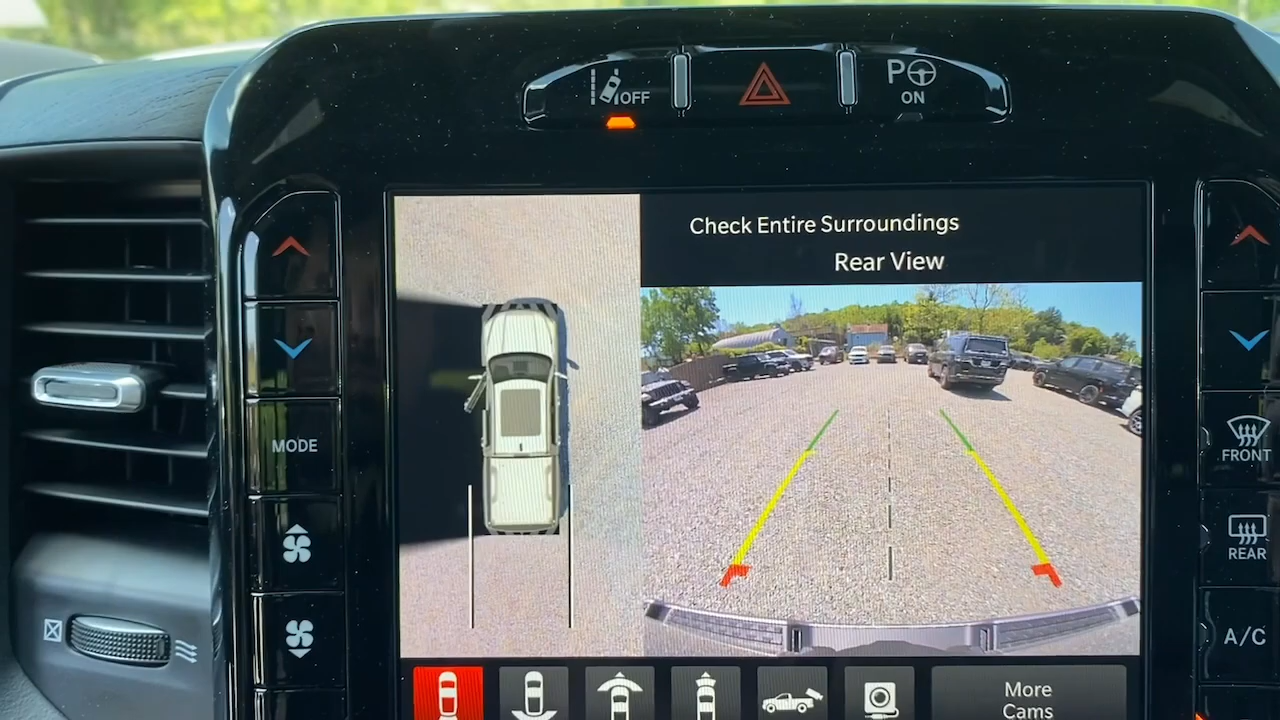 OFF
P
ON
Check Entire Surroundings
Rear View
MODE
FRONT
REAR
A/C
More
Cams